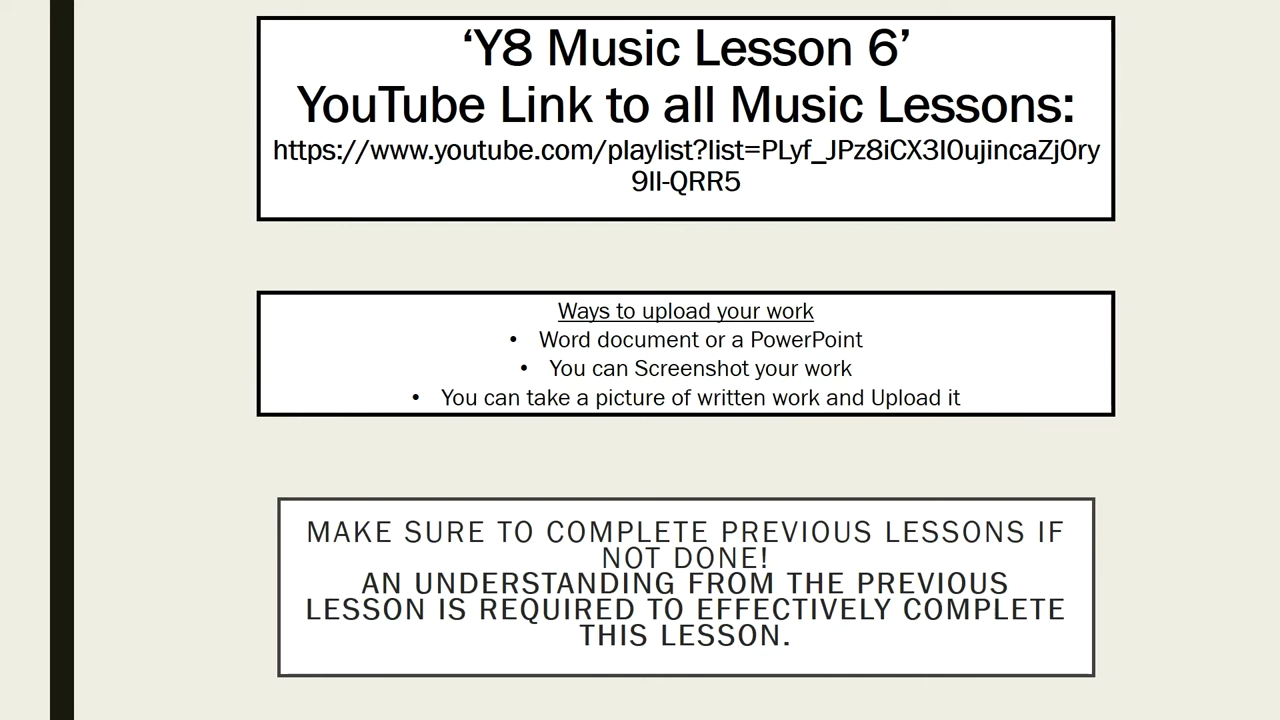 ‘Y8 Music Lesson 6’
YouTube Link to all Music Lessons:
https://www.youtube.com/playlist?list=PLyf_JPz8iCX3I0ujincaZj0ry
9II-QRR5
Ways to upload your work
• Word document or a PowerPoint
• You can Screenshot your work
• You can take a picture of written work and Upload it
MAKE SURE TO COMPLETE PREVIOUS LESSONS IF
NOT DONE!
AN UNDERSTANDING FROM THE PREVIOUS
LESSON IS REQUIRED TO EFFECTIVELY COMPLETE
THIS LESSON.